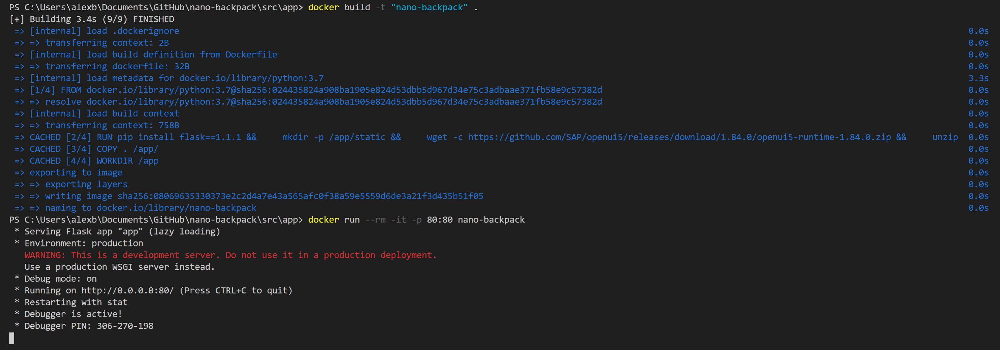 PS C:\Users\alexb\Documents\GitHub\nano-backpack\src\app> docker build -t "nano-backpack" .
[+] Building 3.4s (9/9) FINISHED
=> [internal] load .dockerignore 0.0s
=> => transferring context: 2B 0.0s
=> [internal] load build definition from Dockerfile 0.0s
=> => transferring dockerfile: 32B 0.0s
=> [internal] load metadata for docker.io/library/python:3.7 3.3s
=> [1/4] FROM docker.io/library/python:3.7@sha256:024435824a908ba1905e824d53dbb5d967d34e75c3adbaae371fb58e9c57382d 0.0s
=> => resolve docker.io/library/python:3.7@sha256:024435824a908ba1905e824d53dbb5d967d34e75c3adbaae371fb58e9c57382d 0.0s
=> [internal] load build context 0.0s
=> => transferring context: 758B 0.0s
=> CACHED [2/4] RUN pip install flask==1.1.1 &&     mkdir -p /app/static &&     wget -c https://github.com/SAP/openui5/releases/download/1.84.0/openui5-runtime-1.84.0.zip &&     unzip 0.0s
=> CACHED [3/4] COPY . /app/ 0.0s
=> CACHED [4/4] WORKDIR /app 0.0s
=> exporting to image 0.0s
=> => exporting layers 0.0s
=> => writing image sha256:08069635330373e2c2d4a7e43a565afc0f38a59e5559d6de3a21f3d435b51f05 0.0s
=> => naming to docker.io/library/nano-backpack 0.0s
PS C:\Users\alexb\Documents\GitHub\nano-backpack\src\app> docker run --rm -it -p 80:80 nano-backpack
* Serving Flask app "app" (lazy loading)
* Environment: production
WARNING: This is a development server. Do not use it in a production deployment.
Use a production WSGI server instead.
* Debug mode: on
* Running on http://0.0.0.0:80/ (Press CTRL+C to quit)
* Restarting with stat
* Debugger is active!
* Debugger PIN: 306-270-198